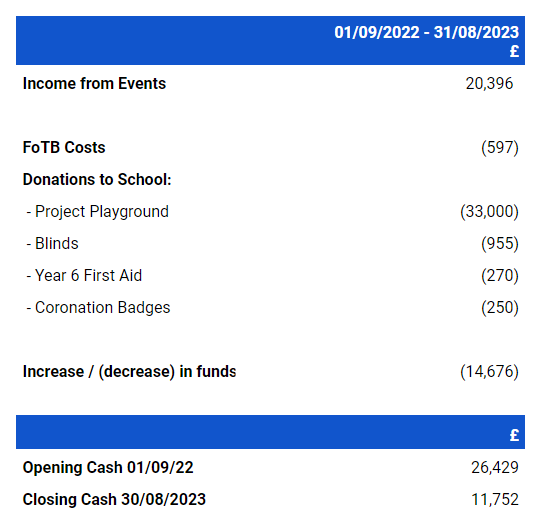 01/09/2022 - 31/08/2023
£
Income from Events 20,396
FoTB Costs (597)
Donations to School:
- Project Playground (33,000)
- Blinds (955)
- Year 6 First Aid (270)
- Coronation Badges (250)
Increase / (decrease) in funds (14,676)
£
Opening Cash 01/09/22 26,429
Closing Cash 30/08/2023 11,752